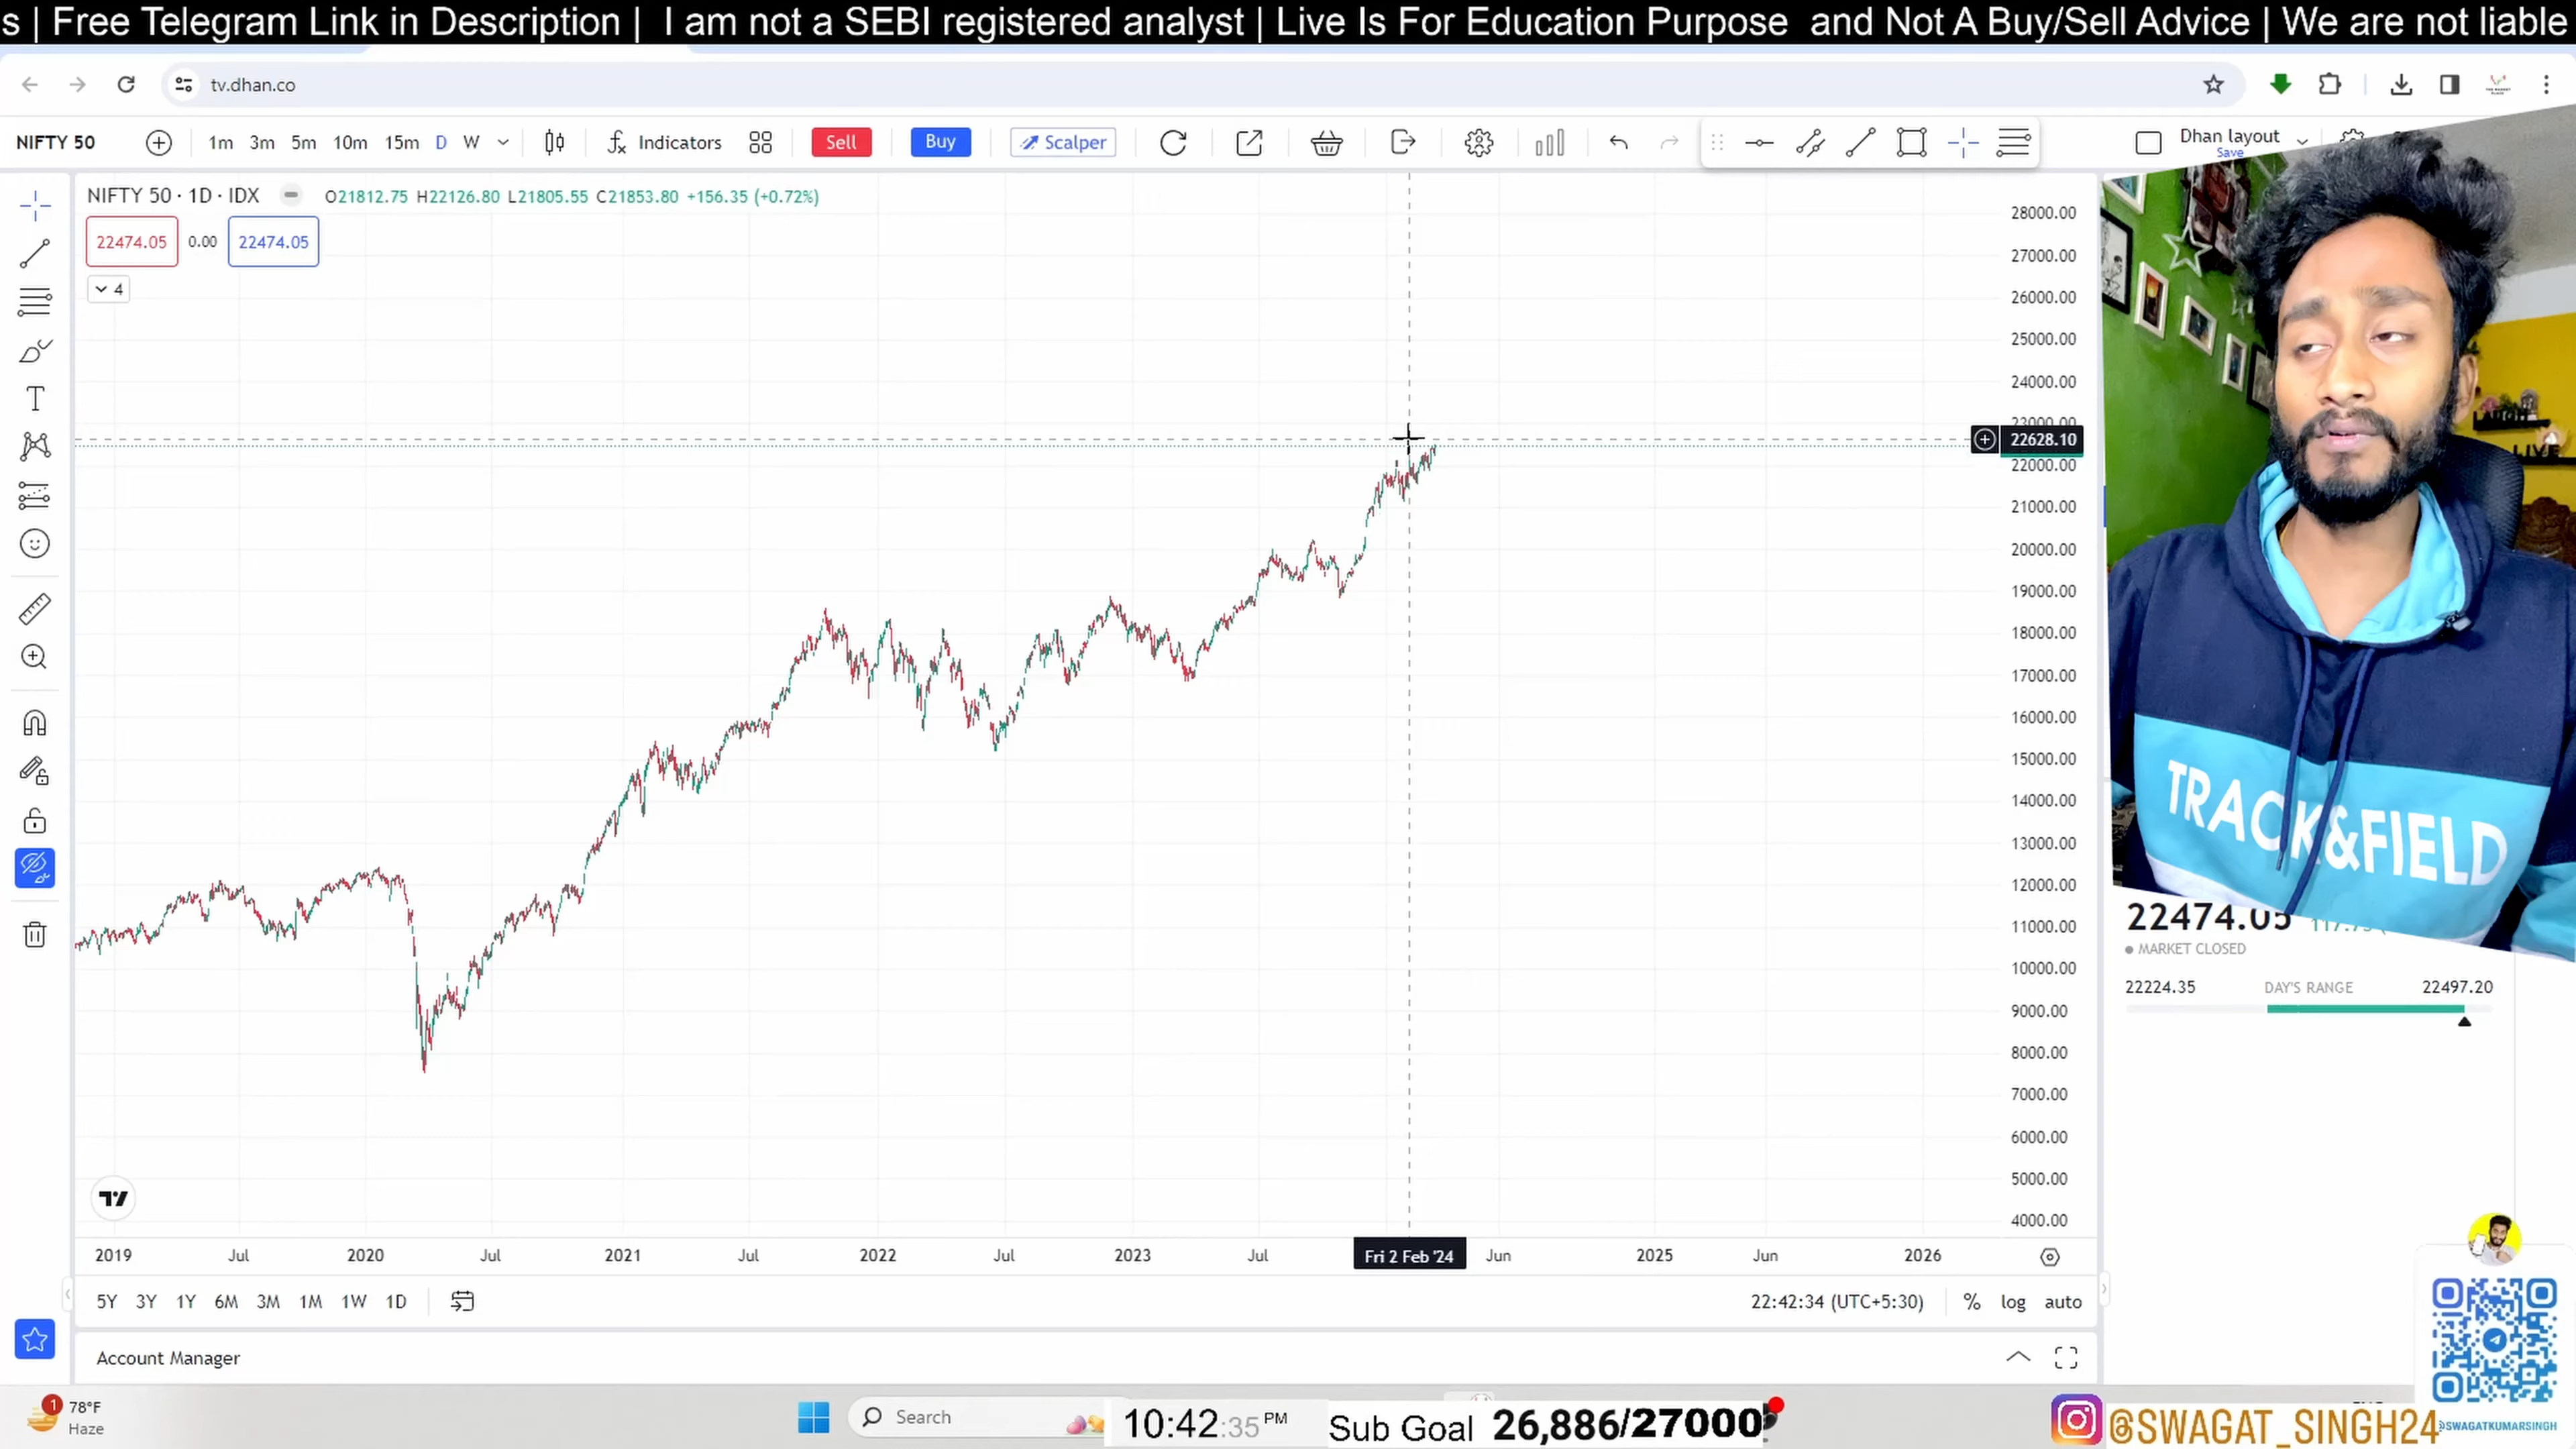 s | Free Telegram Link in Description | I am not a SEBI registered analyst | Live Is For Education Purpose and Not A Buy/Sell Advice | We are not liable
tv.dhan.co
NIFTY 50 1m 3m 5m 10m 15m D W Indicators Sell Buy Scalper Dhan layout
Save
NIFTY 50 · 1D · IDX O21812.75 H22126.80 L21805.55 C21853.80 +156.35 (+0.72%)
22474.05 0.00 22474.05
4
28000.00
27000.00
26000.00
25000.00
24000.00
23000.00
22628.10
22000.00
21000.00
20000.00
19000.00
18000.00
17000.00
16000.00
15000.00
14000.00
13000.00
12000.00
11000.00
10000.00
9000.00
8000.00
7000.00
6000.00
5000.00
4000.00
LIVE
TRACK&FIELD
22474.05
MARKET CLOSED
22224.35 DAY'S RANGE 22497.20
2019 Jul 2020 Jul 2021 Jul 2022 Jul 2023 Jul Fri 2 Feb '24 Jun 2025 Jun 2026
5Y 3Y 1Y 6M 3M 1M 1W 1D 22:42:34 (UTC+5:30) % log auto
Account Manager
1 78°F
Haze
Search
10:42:35 PM
Sub Goal 26,886/27000
@SWAGAT_SINGH24
@SWAGATKUMARSINGH